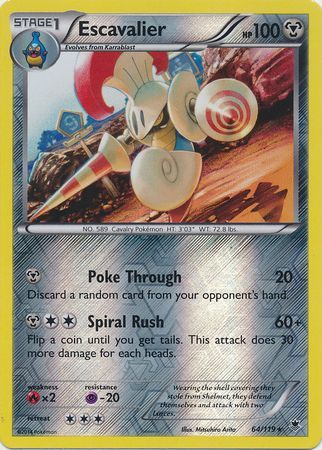 STAGE1
Escavalier
HP100
Evolves from Karrablast
NO. 589 Cavalry Pokémon HT: 3'03" WT: 72.8 lbs.
Poke Through 20
Discard a random card from your opponent's hand.
Spiral Rush 60+
Flip a coin until you get tails. This attack does 30
more damage for each heads.
weakness
×2
resistance
-20
retreat
Wearing the shell covering they
stole from Shelmet, they defend
themselves and attack with two
lances.
©2014 Pokémon
Illus. Mitsuhiro Arita
64/119